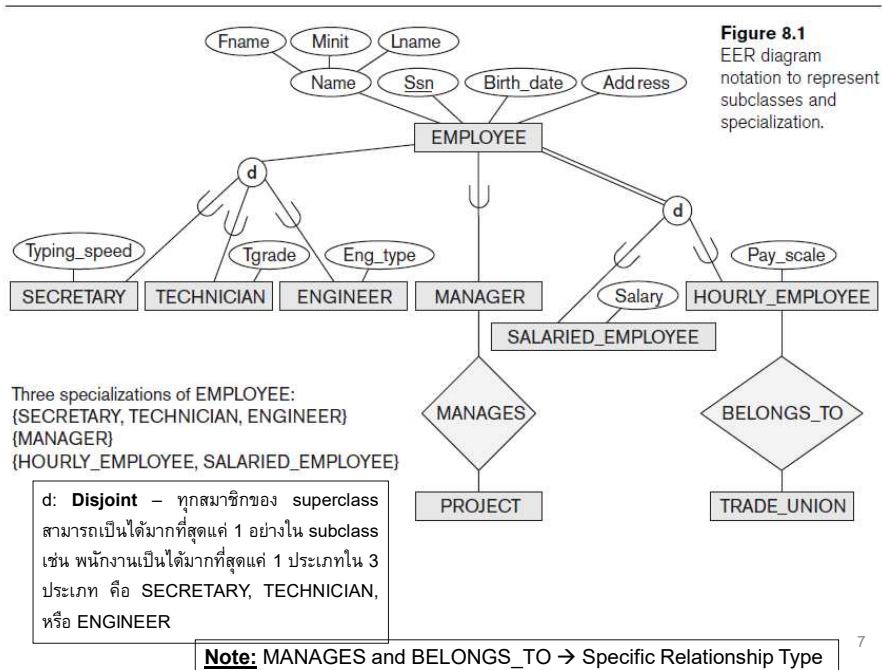 Figure 8.1
EER diagram
notation to represent
subclasses and
specialization.
Fname
Minit
Lname
Name
Ssn
Birth_date
Address
EMPLOYEE
d
d
Typing_speed
Tgrade
Eng_type
Pay_scale
Salary
SECRETARY
TECHNICIAN
ENGINEER
MANAGER
HOURLY_EMPLOYEE
SALARIED_EMPLOYEE
Three specializations of EMPLOYEE:
{SECRETARY, TECHNICIAN, ENGINEER}
{MANAGER}
{HOURLY_EMPLOYEE, SALARIED_EMPLOYEE}
MANAGES
BELONGS_TO
PROJECT
TRADE_UNION
d: Disjoint – ทุกสมาชิกของ superclass
สามารถเป็นได้มากที่สุดแค่ 1 อย่างใน subclass
เช่น พนักงานเป็นได้มากที่สุดแค่ 1 ประเภทใน 3
ประเภท คือ SECRETARY, TECHNICIAN,
หรือ ENGINEER
Note: MANAGES and BELONGS_TO → Specific Relationship Type
7